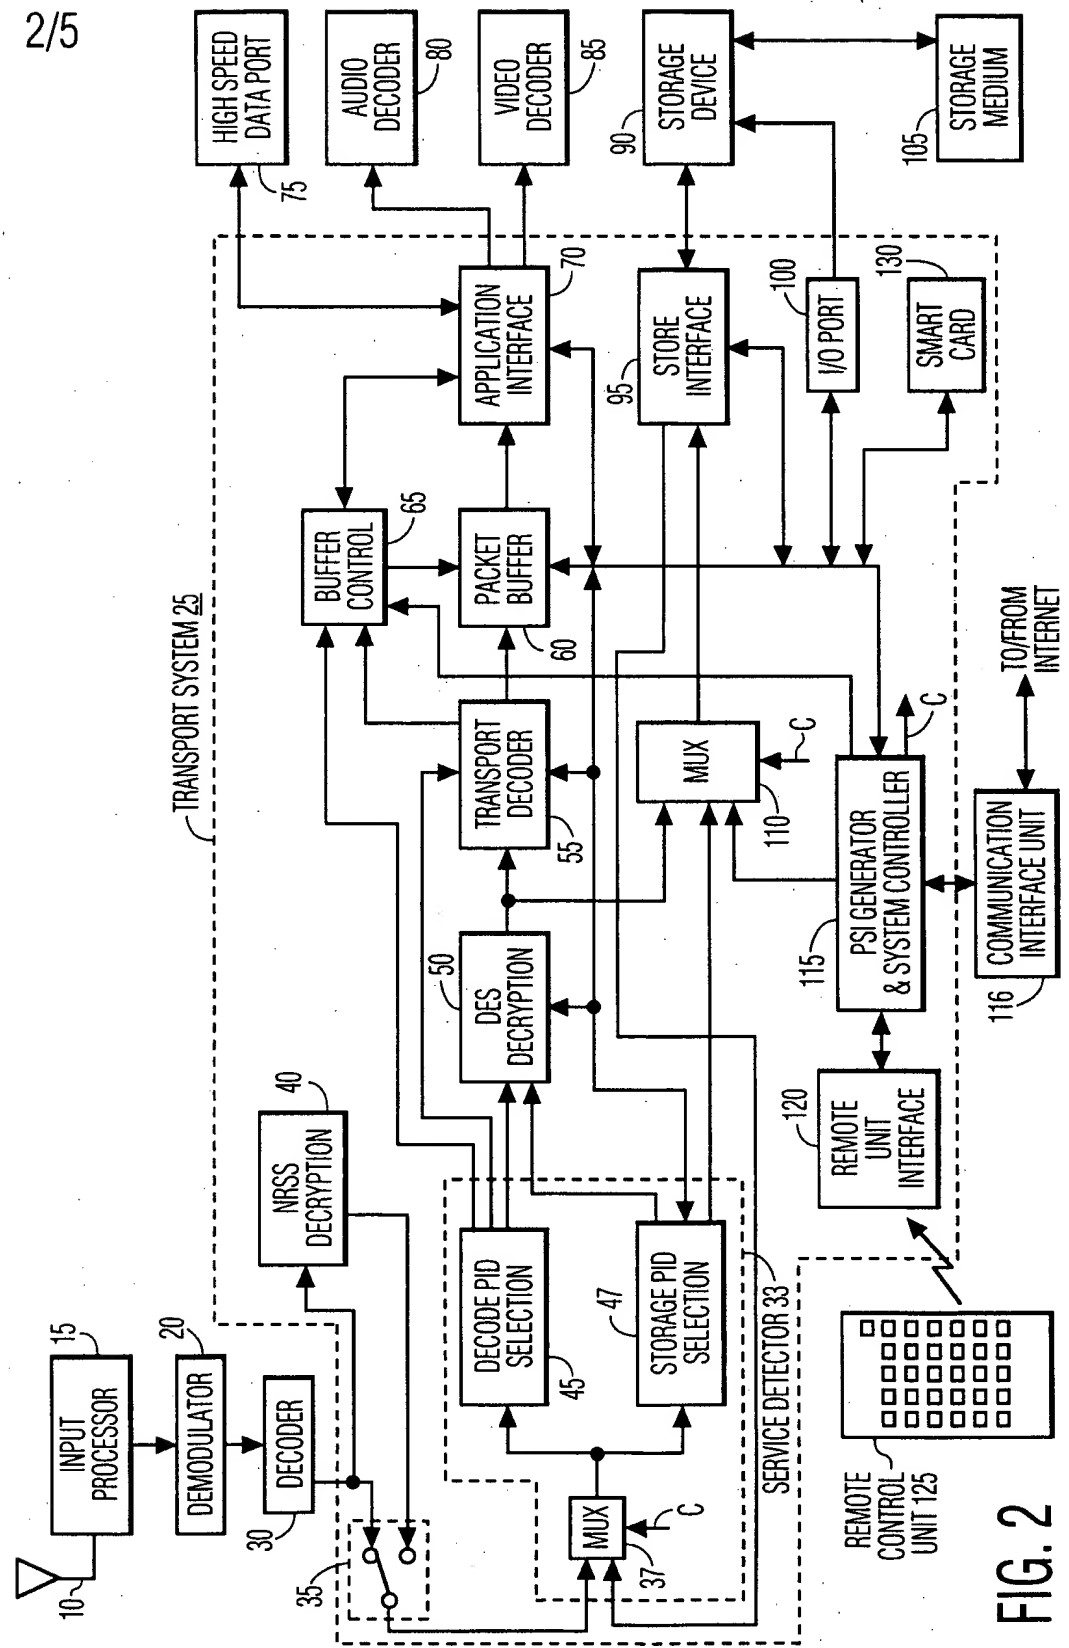 2/5
HIGH SPEED
DATA PORT
75
AUDIO
DECODER
80
VIDEO
DECODER
85
STORAGE
DEVICE
90
STORAGE
MEDIUM
105
TRANSPORT SYSTEM 25
BUFFER
CONTROL
65
APPLICATION
INTERFACE
70
PACKET
BUFFER
60
STORE
INTERFACE
95
I/O PORT
100
SMART
CARD
130
TRANSPORT
DECODER
55
MUX
110
C
C
PSI GENERATOR
& SYSTEM CONTROLLER
115
TO/FROM
INTERNET
COMMUNICATION
INTERFACE UNIT
116
DES
DECRYPTION
50
NRSS
DECRYPTION
40
REMOTE
UNIT
INTERFACE
120
DECODE PID
SELECTION
45
STORAGE PID
SELECTION
47
SERVICE DETECTOR 33
INPUT
PROCESSOR
15
DEMODULATOR
20
DECODER
30
10
35
MUX
37
C
REMOTE
CONTROL
UNIT 125
FIG. 2